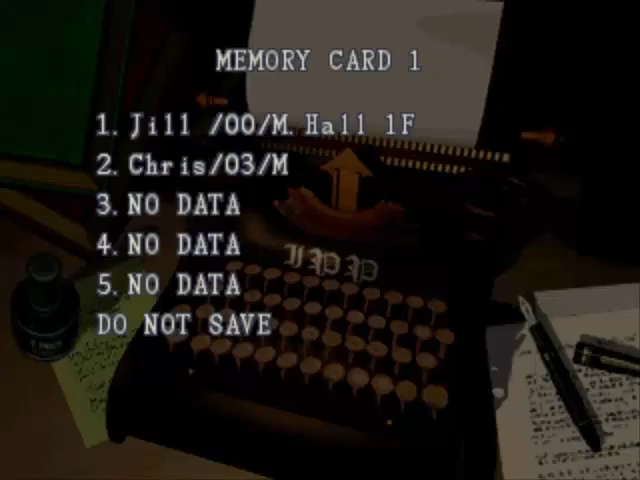 MEMORY CARD 1
1. Jill /00/M. Hall 1F
2. Chris/03/M
3. NO DATA
4. NO DATA
5. NO DATA
DO NOT SAVE
IPP